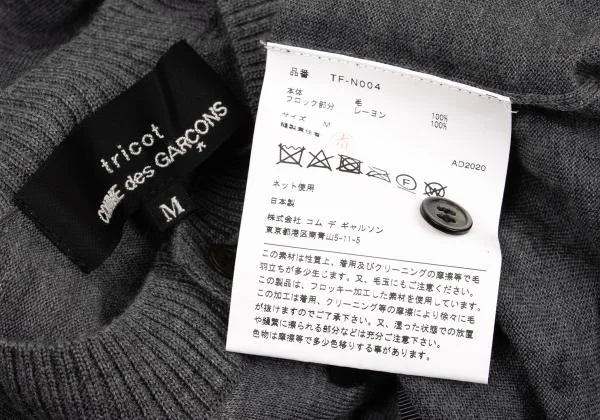 tricot
COMME des GARÇONS
M
品番 TF-N004
本体 毛 100%
フロック部分 レーヨン 100%
サイズ M
縫製責任者
AD2020
F
W
ネット使用
日本製
株式会社 コム デ ギャルソン
東京都港区南青山5-11-5
この素材は性質上、着用及びクリーニングの摩擦等で毛
羽立ちが多少生じます。又、毛玉にもご注意ください。
この製品は、フロッキー加工した素材を使用しています。
この加工は着用、クリーニング等の摩擦により徐々に毛
が抜けますのでご了承下さい。又、湿った状態での放置
や頻繁に擦られる部分などは充分ご注意下さい。
色物は摩擦等で多少色移りする事があります。